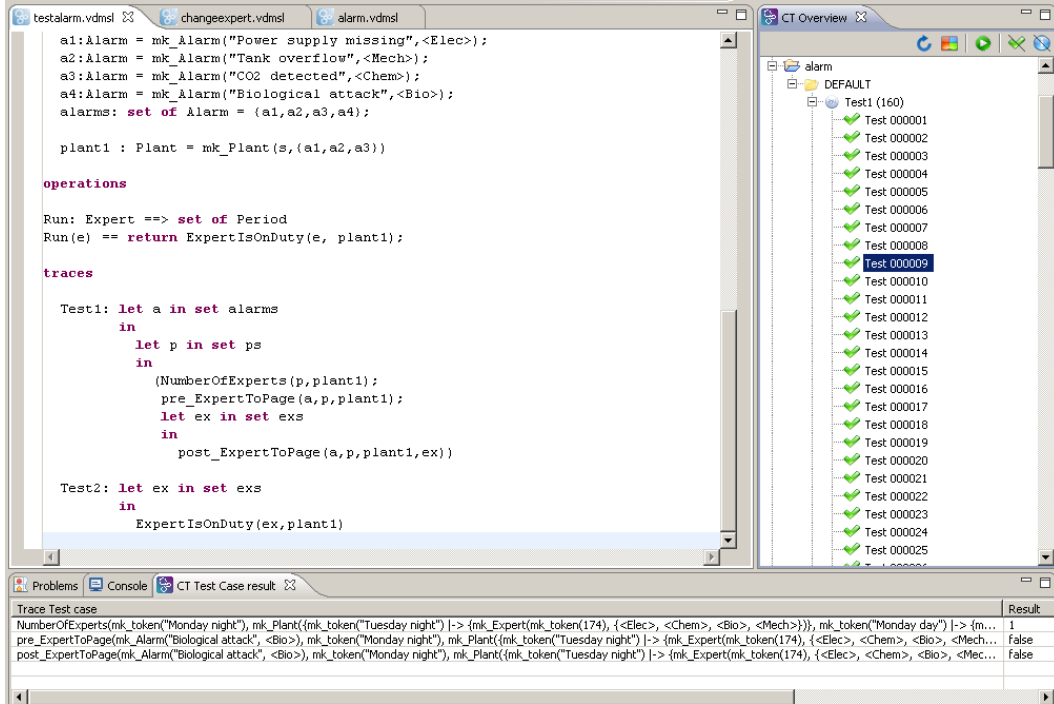 testalarm.vdmsl
changeexpert.vdmsl
alarm.vdmsl
a1:Alarm = mk_Alarm("Power supply missing",<Elec>);
a2:Alarm = mk_Alarm("Tank overflow",<Mech>);
a3:Alarm = mk_Alarm("CO2 detected",<Chem>);
a4:Alarm = mk_Alarm("Biological attack",<Bio>);
alarms: set of Alarm = {a1,a2,a3,a4};
plant1 : Plant = mk_Plant(s,{a1,a2,a3})
operations
Run: Expert ==> set of Period
Run(e) == return ExpertIsOnDuty(e, plant1);
traces
Test1: let a in set alarms
in
let p in set ps
in
(NumberOfExperts(p,plant1);
pre_ExpertToPage(a,p,plant1);
let ex in set exs
in
post_ExpertToPage(a,p,plant1,ex))
Test2: let ex in set exs
in
ExpertIsOnDuty(ex,plant1)
CT Overview
alarm
DEFAULT
Test1 (160)
Test 000001
Test 000002
Test 000003
Test 000004
Test 000005
Test 000006
Test 000007
Test 000008
Test 000009
Test 000010
Test 000011
Test 000012
Test 000013
Test 000014
Test 000015
Test 000016
Test 000017
Test 000018
Test 000019
Test 000020
Test 000021
Test 000022
Test 000023
Test 000024
Test 000025
Problems Console CT Test Case result
Trace Test case Result
NumberOfExperts(mk_token("Monday night"), mk_Plant({mk_token("Tuesday night") |-> {mk_Expert(mk_token(174), {<Elec>, <Chem>, <Bio>, <Mech>})}, mk_token("Monday day") |-> {m... 1
pre_ExpertToPage(mk_Alarm("Biological attack", <Bio>), mk_token("Monday night"), mk_Plant({mk_token("Tuesday night") |-> {mk_Expert(mk_token(174), {<Elec>, <Chem>, <Bio>, <Mech... false
post_ExpertToPage(mk_Alarm("Biological attack", <Bio>), mk_token("Monday night"), mk_Plant({mk_token("Tuesday night") |-> {mk_Expert(mk_token(174), {<Elec>, <Chem>, <Bio>, <Mec... false